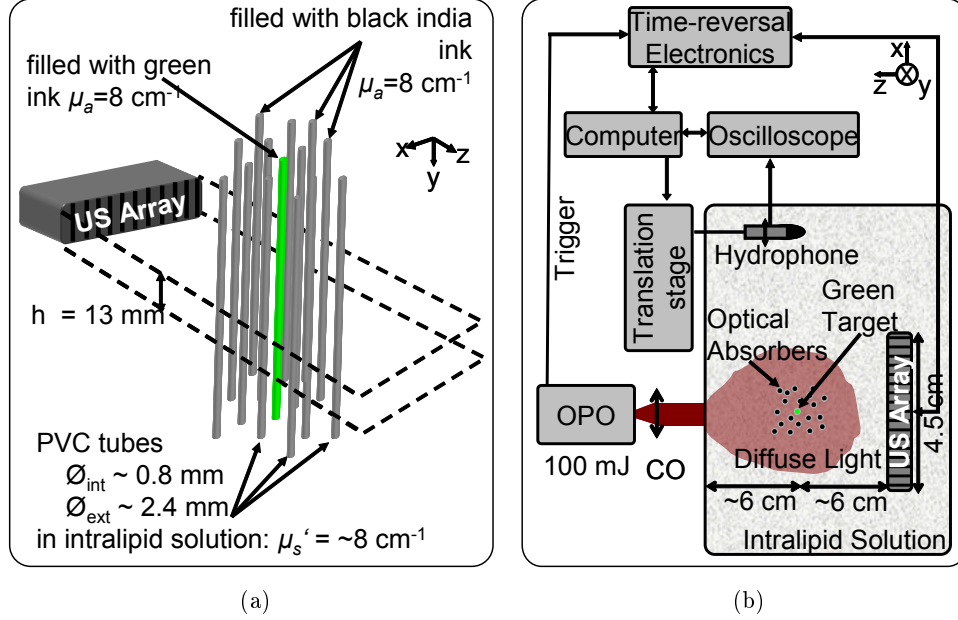 filled with black india
ink
μₐ=8 cm⁻¹
filled with green
ink μₐ=8 cm⁻¹
x
z
y
US Array
h = 13 mm
PVC tubes
Ø_int ~ 0.8 mm
Ø_ext ~ 2.4 mm
in intralipid solution: μₛ‘ = ~8 cm⁻¹
(a)
Time-reversal
Electronics
x
z
y
Computer
Oscilloscope
Trigger
Translation
stage
Hydrophone
Green
Target
Optical
Absorbers
OPO
100 mJ
CO
Diffuse Light
US Array
4.5 cm
~6 cm
~6 cm
Intralipid Solution
(b)